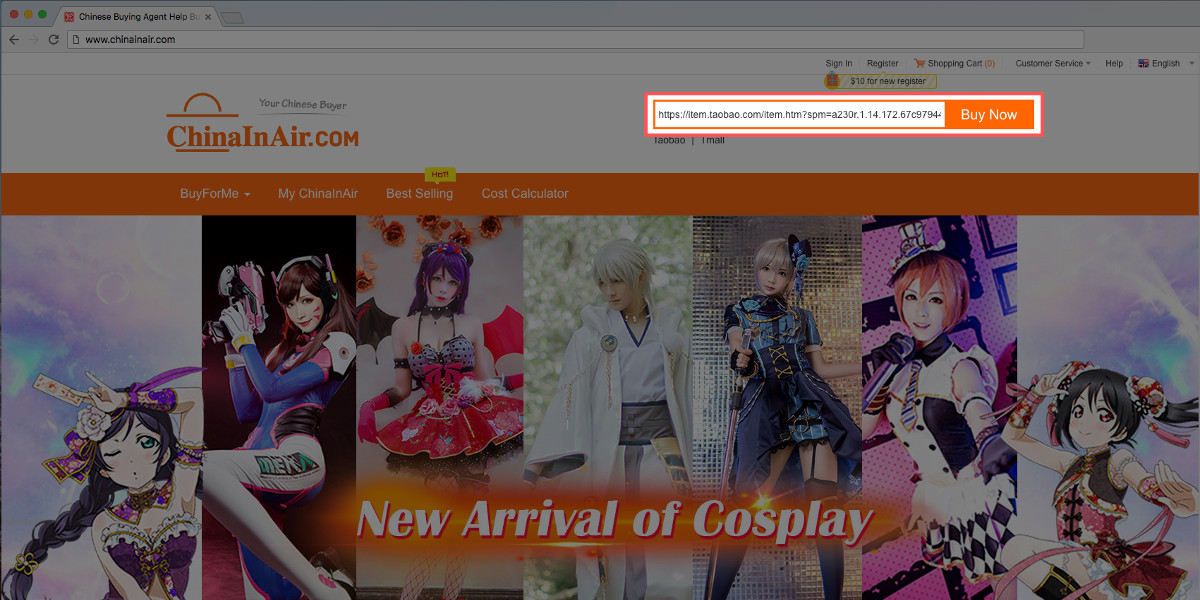 Chinese Buying Agent Help Bu
www.chinainair.com
Sign In Register Shopping Cart (0) Customer Service Help English
$10 for new register
Your Chinese Buyer
ChinaInAir.com
https://item.taobao.com/item.htm?spm=a230r.1.14.172.67c97944 Buy Now
Taobao | Tmall
HOT!
BuyForMe My ChinaInAir Best Selling Cost Calculator
MEKA
New Arrival of Cosplay